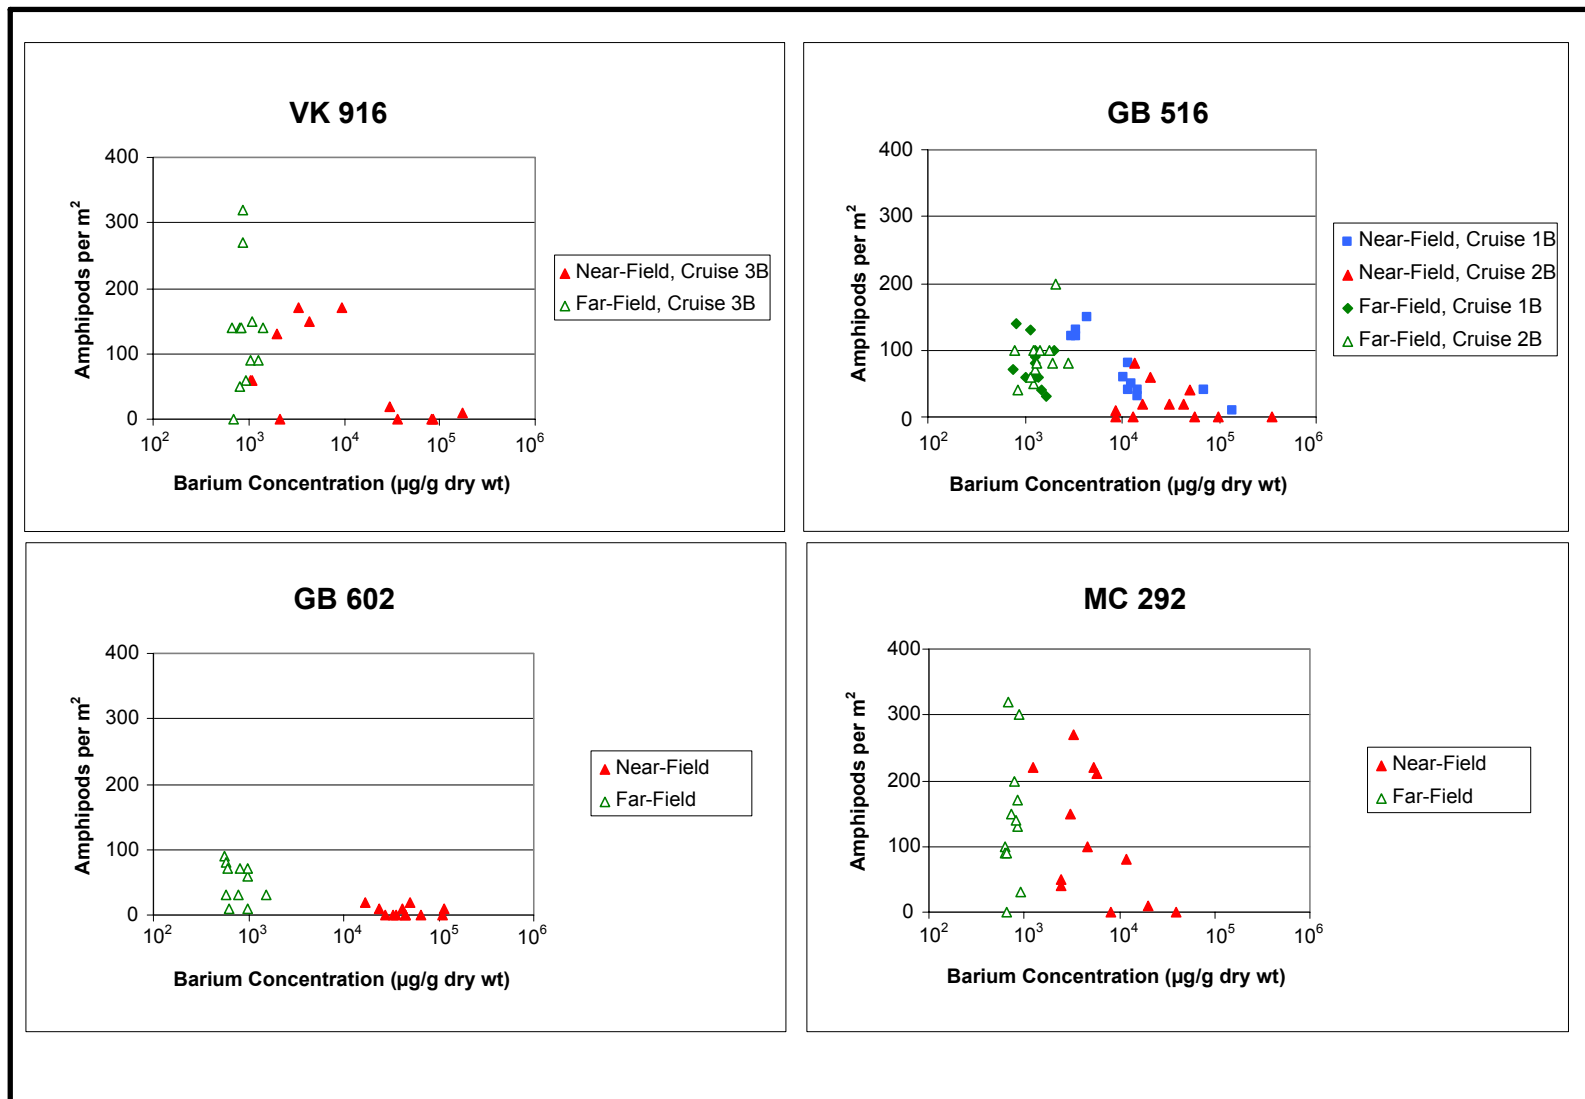 VK 916
400
300
200
100
0
Amphipods per m²
10² 10³ 10⁴ 10⁵ 10⁶
Barium Concentration (µg/g dry wt)
Near-Field, Cruise 3B
Far-Field, Cruise 3B
GB 516
400
300
200
100
0
Amphipods per m²
10² 10³ 10⁴ 10⁵ 10⁶
Barium Concentration (µg/g dry wt)
Near-Field, Cruise 1B
Near-Field, Cruise 2B
Far-Field, Cruise 1B
Far-Field, Cruise 2B
GB 602
400
300
200
100
0
Amphipods per m²
10² 10³ 10⁴ 10⁵ 10⁶
Barium Concentration (µg/g dry wt)
Near-Field
Far-Field
MC 292
400
300
200
100
0
Amphipods per m²
10² 10³ 10⁴ 10⁵ 10⁶
Barium Concentration (µg/g dry wt)
Near-Field
Far-Field